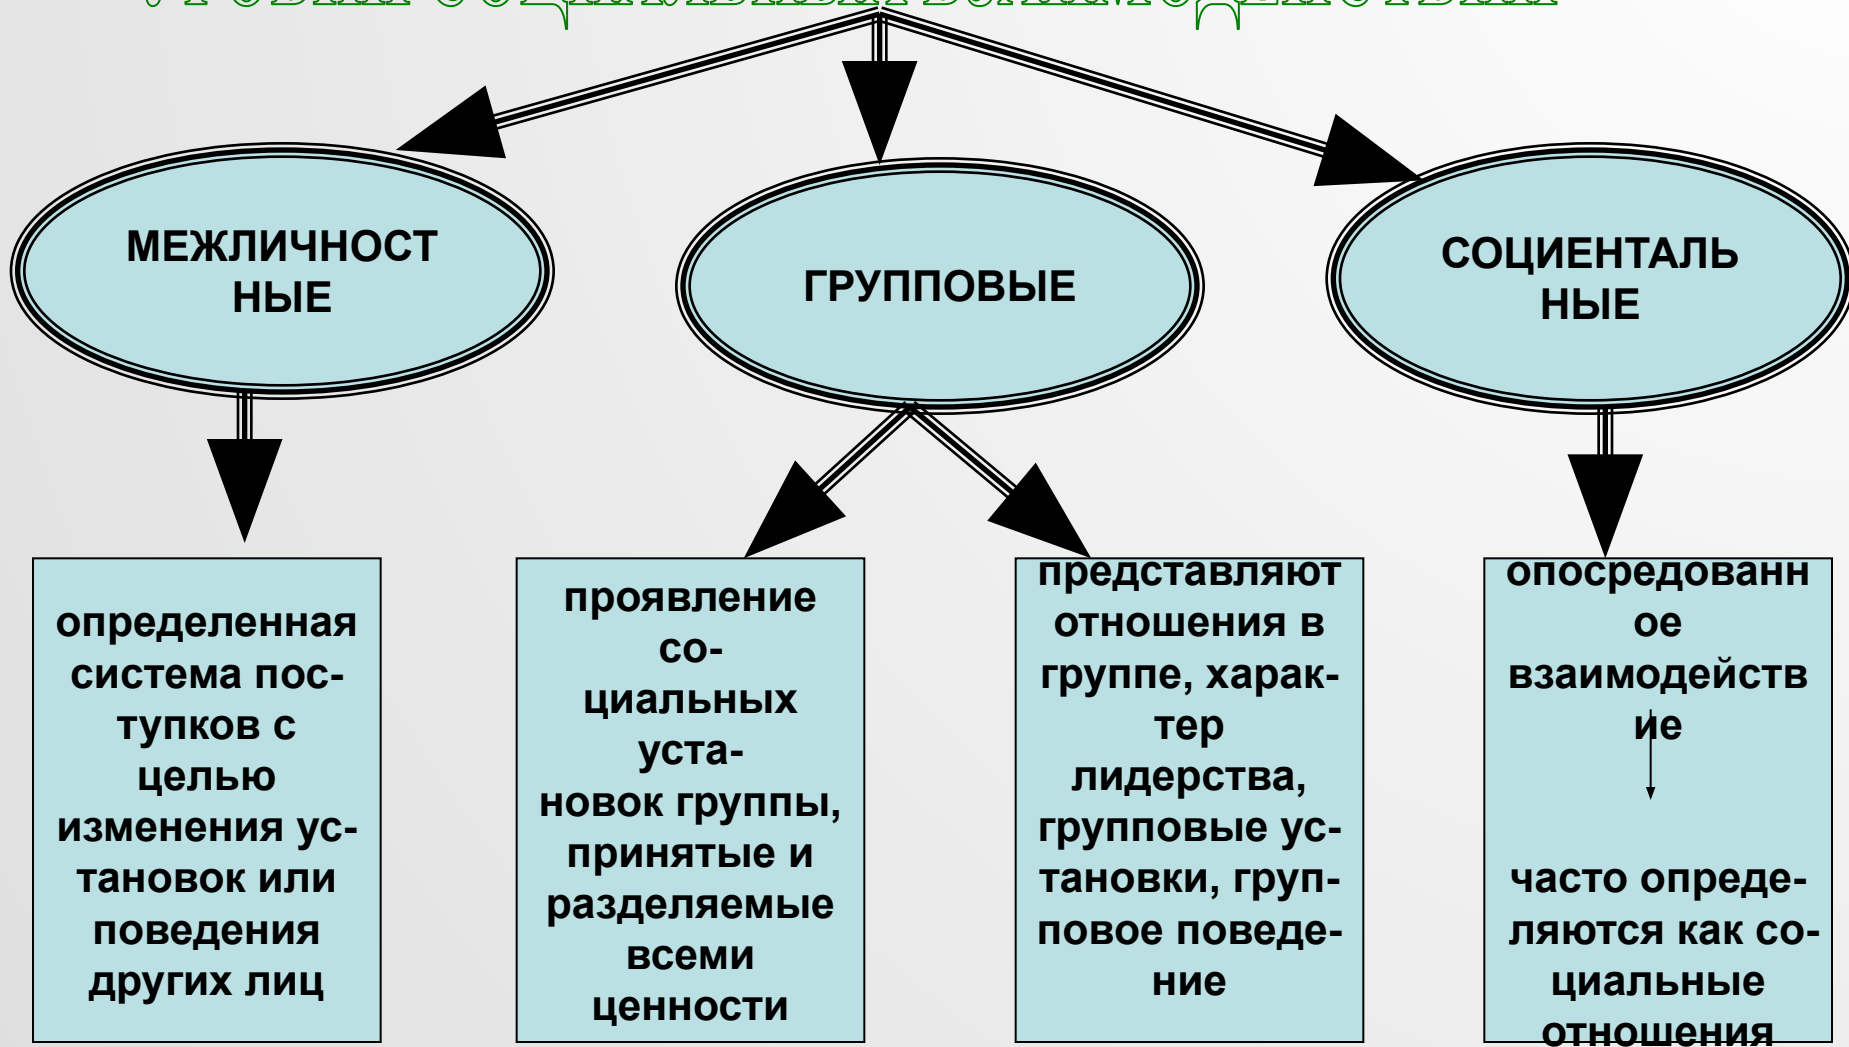 МЕЖЛИЧНОСТ
НЫЕ
ГРУППОВЫЕ
СОЦИЕНТАЛЬ
НЫЕ
определенная
система пос-
тупков с
целью
изменения ус-
тановок или
поведения
других лиц
проявление
со-
циальных
уста-
новок группы,
принятые и
разделяемые
всеми
ценности
представляют
отношения в
группе, харак-
тер
лидерства,
групповые ус-
тановки, груп-
повое поведе-
ние
опосредованн
ое
взаимодейств
ие
часто опреде-
ляются как со-
циальные
отношения